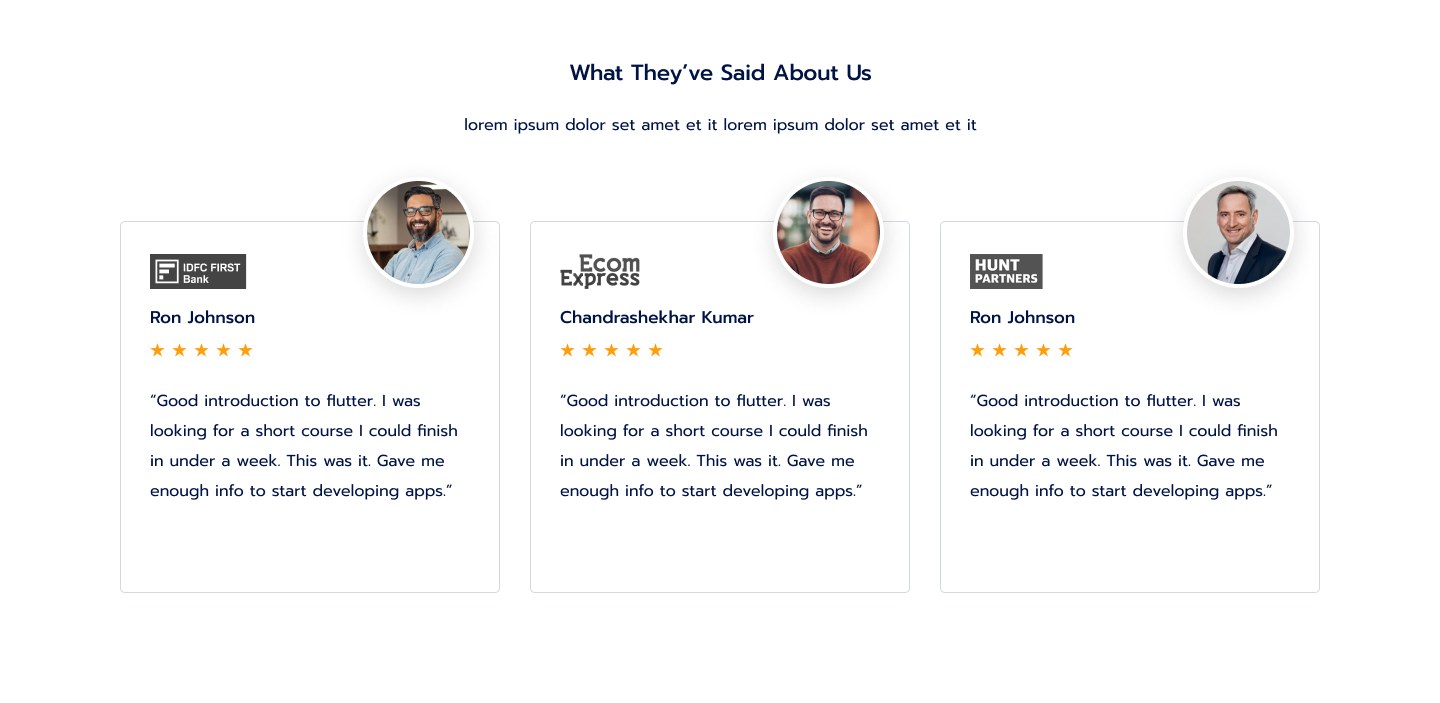 What They’ve Said About Us
lorem ipsum dolor set amet et it lorem ipsum dolor set amet et it
IDFC FIRST
Bank
Ron Johnson
“Good introduction to flutter. I was
looking for a short course I could finish
in under a week. This was it. Gave me
enough info to start developing apps.”
Ecom
Express
Chandrashekhar Kumar
“Good introduction to flutter. I was
looking for a short course I could finish
in under a week. This was it. Gave me
enough info to start developing apps.”
HUNT
PARTNERS
Ron Johnson
“Good introduction to flutter. I was
looking for a short course I could finish
in under a week. This was it. Gave me
enough info to start developing apps.”